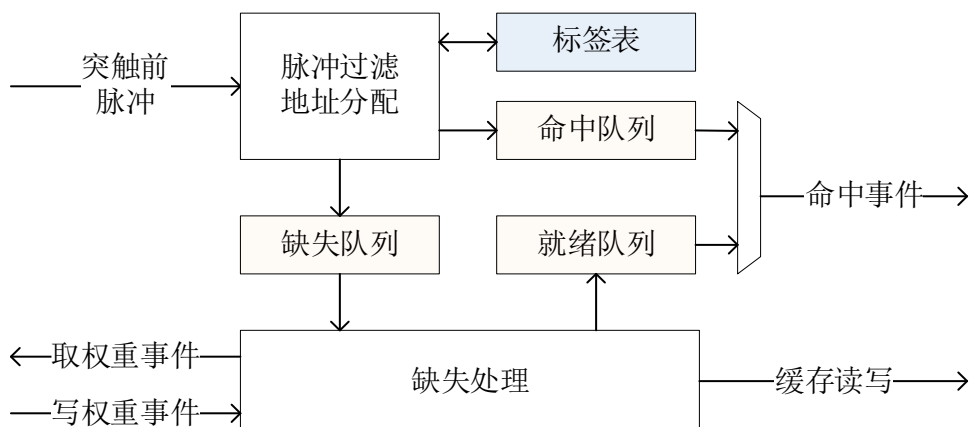 标签表
突触前
脉冲
脉冲过滤
地址分配
命中队列
命中事件
缺失队列
就绪队列
取权重事件
缺失处理
缓存读写
写权重事件